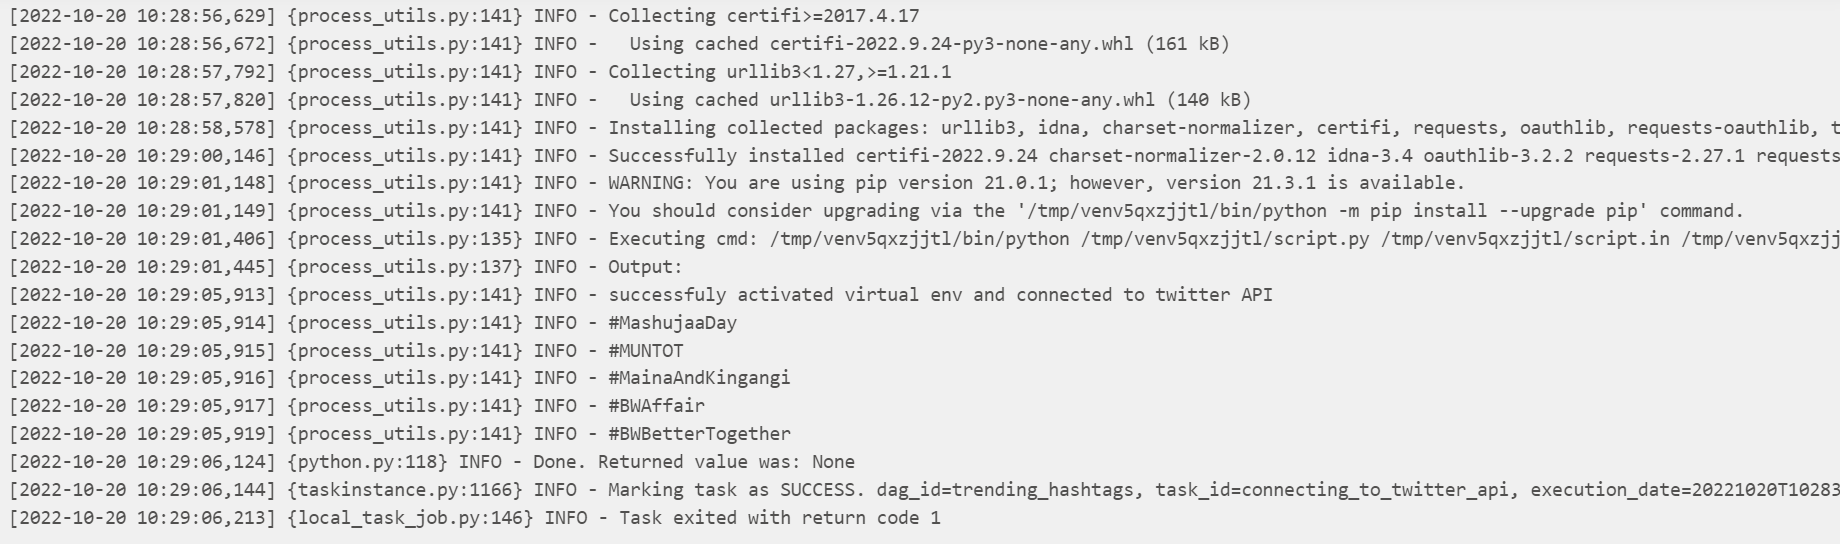 [2022-10-20 10:28:56,629] {process_utils.py:141} INFO - Collecting certifi>=2017.4.17
[2022-10-20 10:28:56,672] {process_utils.py:141} INFO -   Using cached certifi-2022.9.24-py3-none-any.whl (161 kB)
[2022-10-20 10:28:57,792] {process_utils.py:141} INFO - Collecting urllib3<1.27,>=1.21.1
[2022-10-20 10:28:57,820] {process_utils.py:141} INFO -   Using cached urllib3-1.26.12-py2.py3-none-any.whl (140 kB)
[2022-10-20 10:28:58,578] {process_utils.py:141} INFO - Installing collected packages: urllib3, idna, charset-normalizer, certifi, requests, oauthlib, requests-oauthlib, t
[2022-10-20 10:29:00,146] {process_utils.py:141} INFO - Successfully installed certifi-2022.9.24 charset-normalizer-2.0.12 idna-3.4 oauthlib-3.2.2 requests-2.27.1 requests
[2022-10-20 10:29:01,148] {process_utils.py:141} INFO - WARNING: You are using pip version 21.0.1; however, version 21.3.1 is available.
[2022-10-20 10:29:01,149] {process_utils.py:141} INFO - You should consider upgrading via the '/tmp/venv5qxzjjtl/bin/python -m pip install --upgrade pip' command.
[2022-10-20 10:29:01,406] {process_utils.py:135} INFO - Executing cmd: /tmp/venv5qxzjjtl/bin/python /tmp/venv5qxzjjtl/script.py /tmp/venv5qxzjjtl/script.in /tmp/venv5qxzjj
[2022-10-20 10:29:01,445] {process_utils.py:137} INFO - Output:
[2022-10-20 10:29:05,913] {process_utils.py:141} INFO - successfuly activated virtual env and connected to twitter API
[2022-10-20 10:29:05,914] {process_utils.py:141} INFO - #MashujaaDay
[2022-10-20 10:29:05,915] {process_utils.py:141} INFO - #MUNTOT
[2022-10-20 10:29:05,916] {process_utils.py:141} INFO - #MainaAndKingangi
[2022-10-20 10:29:05,917] {process_utils.py:141} INFO - #BWAffair
[2022-10-20 10:29:05,919] {process_utils.py:141} INFO - #BWBetterTogether
[2022-10-20 10:29:06,124] {python.py:118} INFO - Done. Returned value was: None
[2022-10-20 10:29:06,144] {taskinstance.py:1166} INFO - Marking task as SUCCESS. dag_id=trending_hashtags, task_id=connecting_to_twitter_api, execution_date=20221020T10283
[2022-10-20 10:29:06,213] {local_task_job.py:146} INFO - Task exited with return code 1